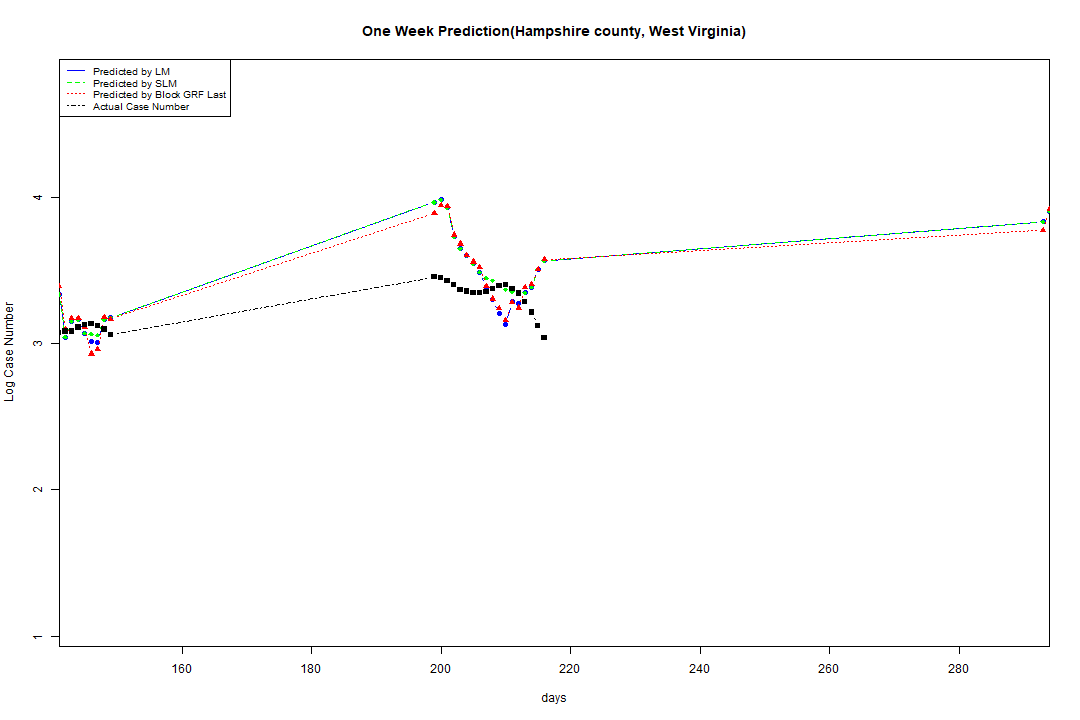 One Week Prediction(Hampshire county, West Virginia)
Predicted by LM
Predicted by SLM
Predicted by Block GRF Last
Actual Case Number
4
3
2
1
Log Case Number
160 180 200 220 240 260 280
days